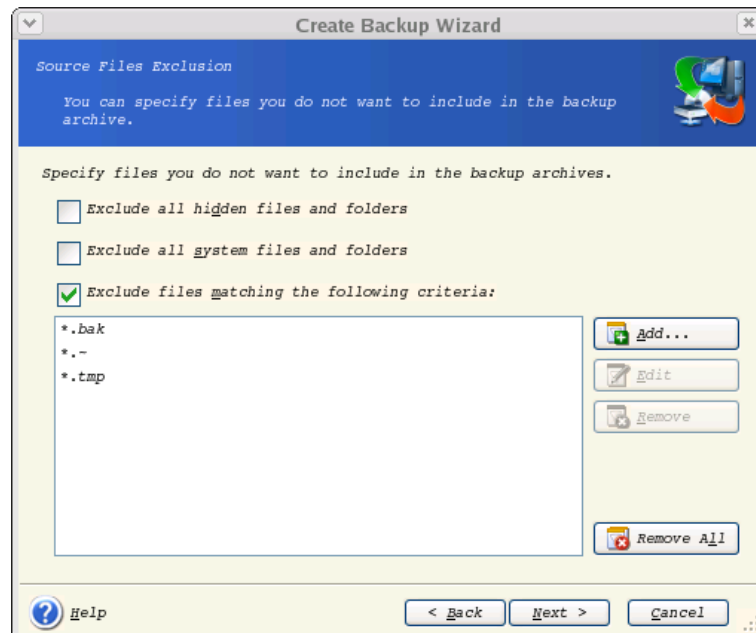 Create Backup Wizard
Source Files Exclusion
You can specify files you do not want to include in the backup
archive.
Specify files you do not want to include in the backup archives.
Exclude all hidden files and folders
Exclude all system files and folders
Exclude files matching the following criteria:
*.bak
*.~
*.tmp
Add...
Edit
Remove
Remove All
Help
< Back
Next >
Cancel